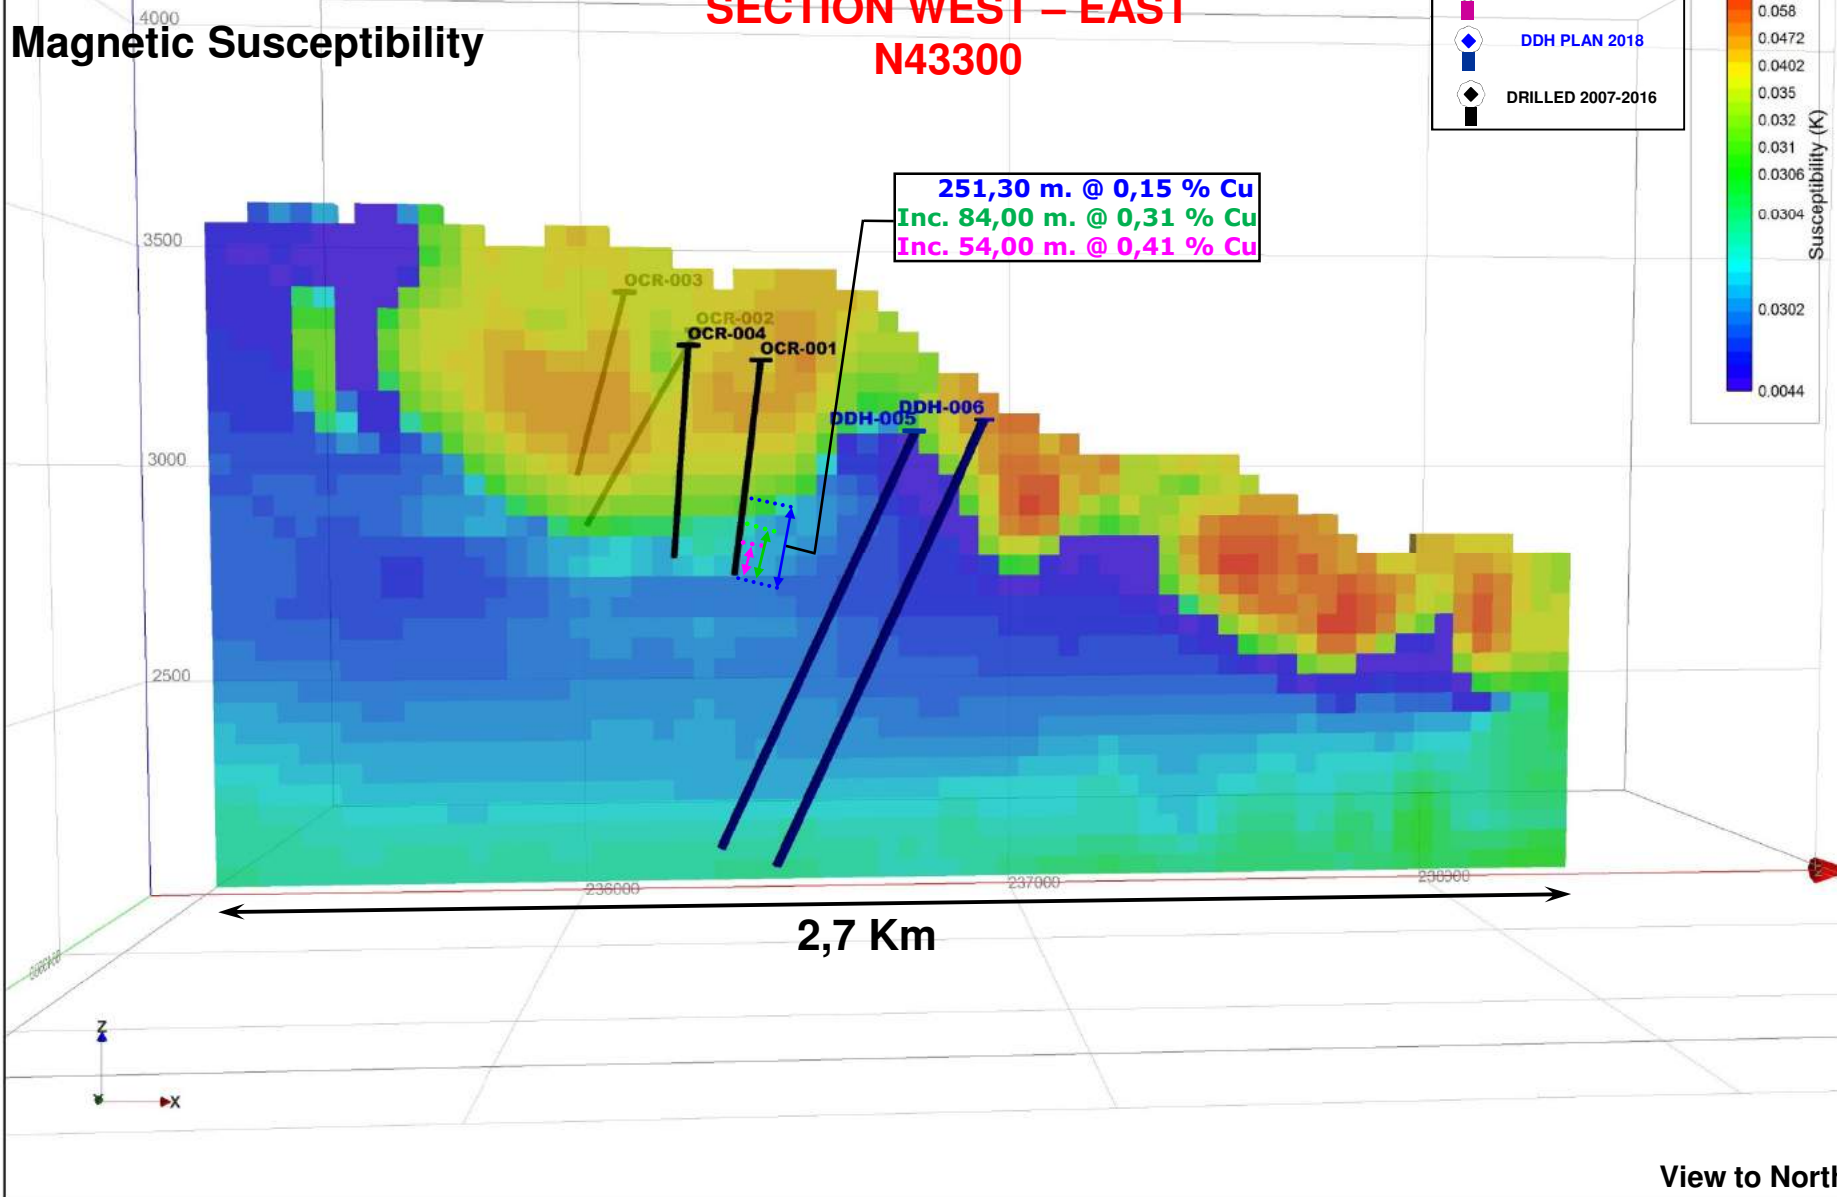 4000
SECTION WEST – EAST
N43300
Magnetic Susceptibility
DDH PLAN 2018
DRILLED 2007-2016
0.058
0.0472
0.0402
0.035
0.032
0.031
0.0306
0.0304
0.0302
0.0044
Susceptibility (K)
251,30 m. @ 0,15 % Cu
Inc. 84,00 m. @ 0,31 % Cu
Inc. 54,00 m. @ 0,41 % Cu
3500
OCR-003
OCR-002
OCR-004
OCR-001
DDH-006
DDH-005
3000
2500
236000
237000
2,7 Km
Z
X
View to North